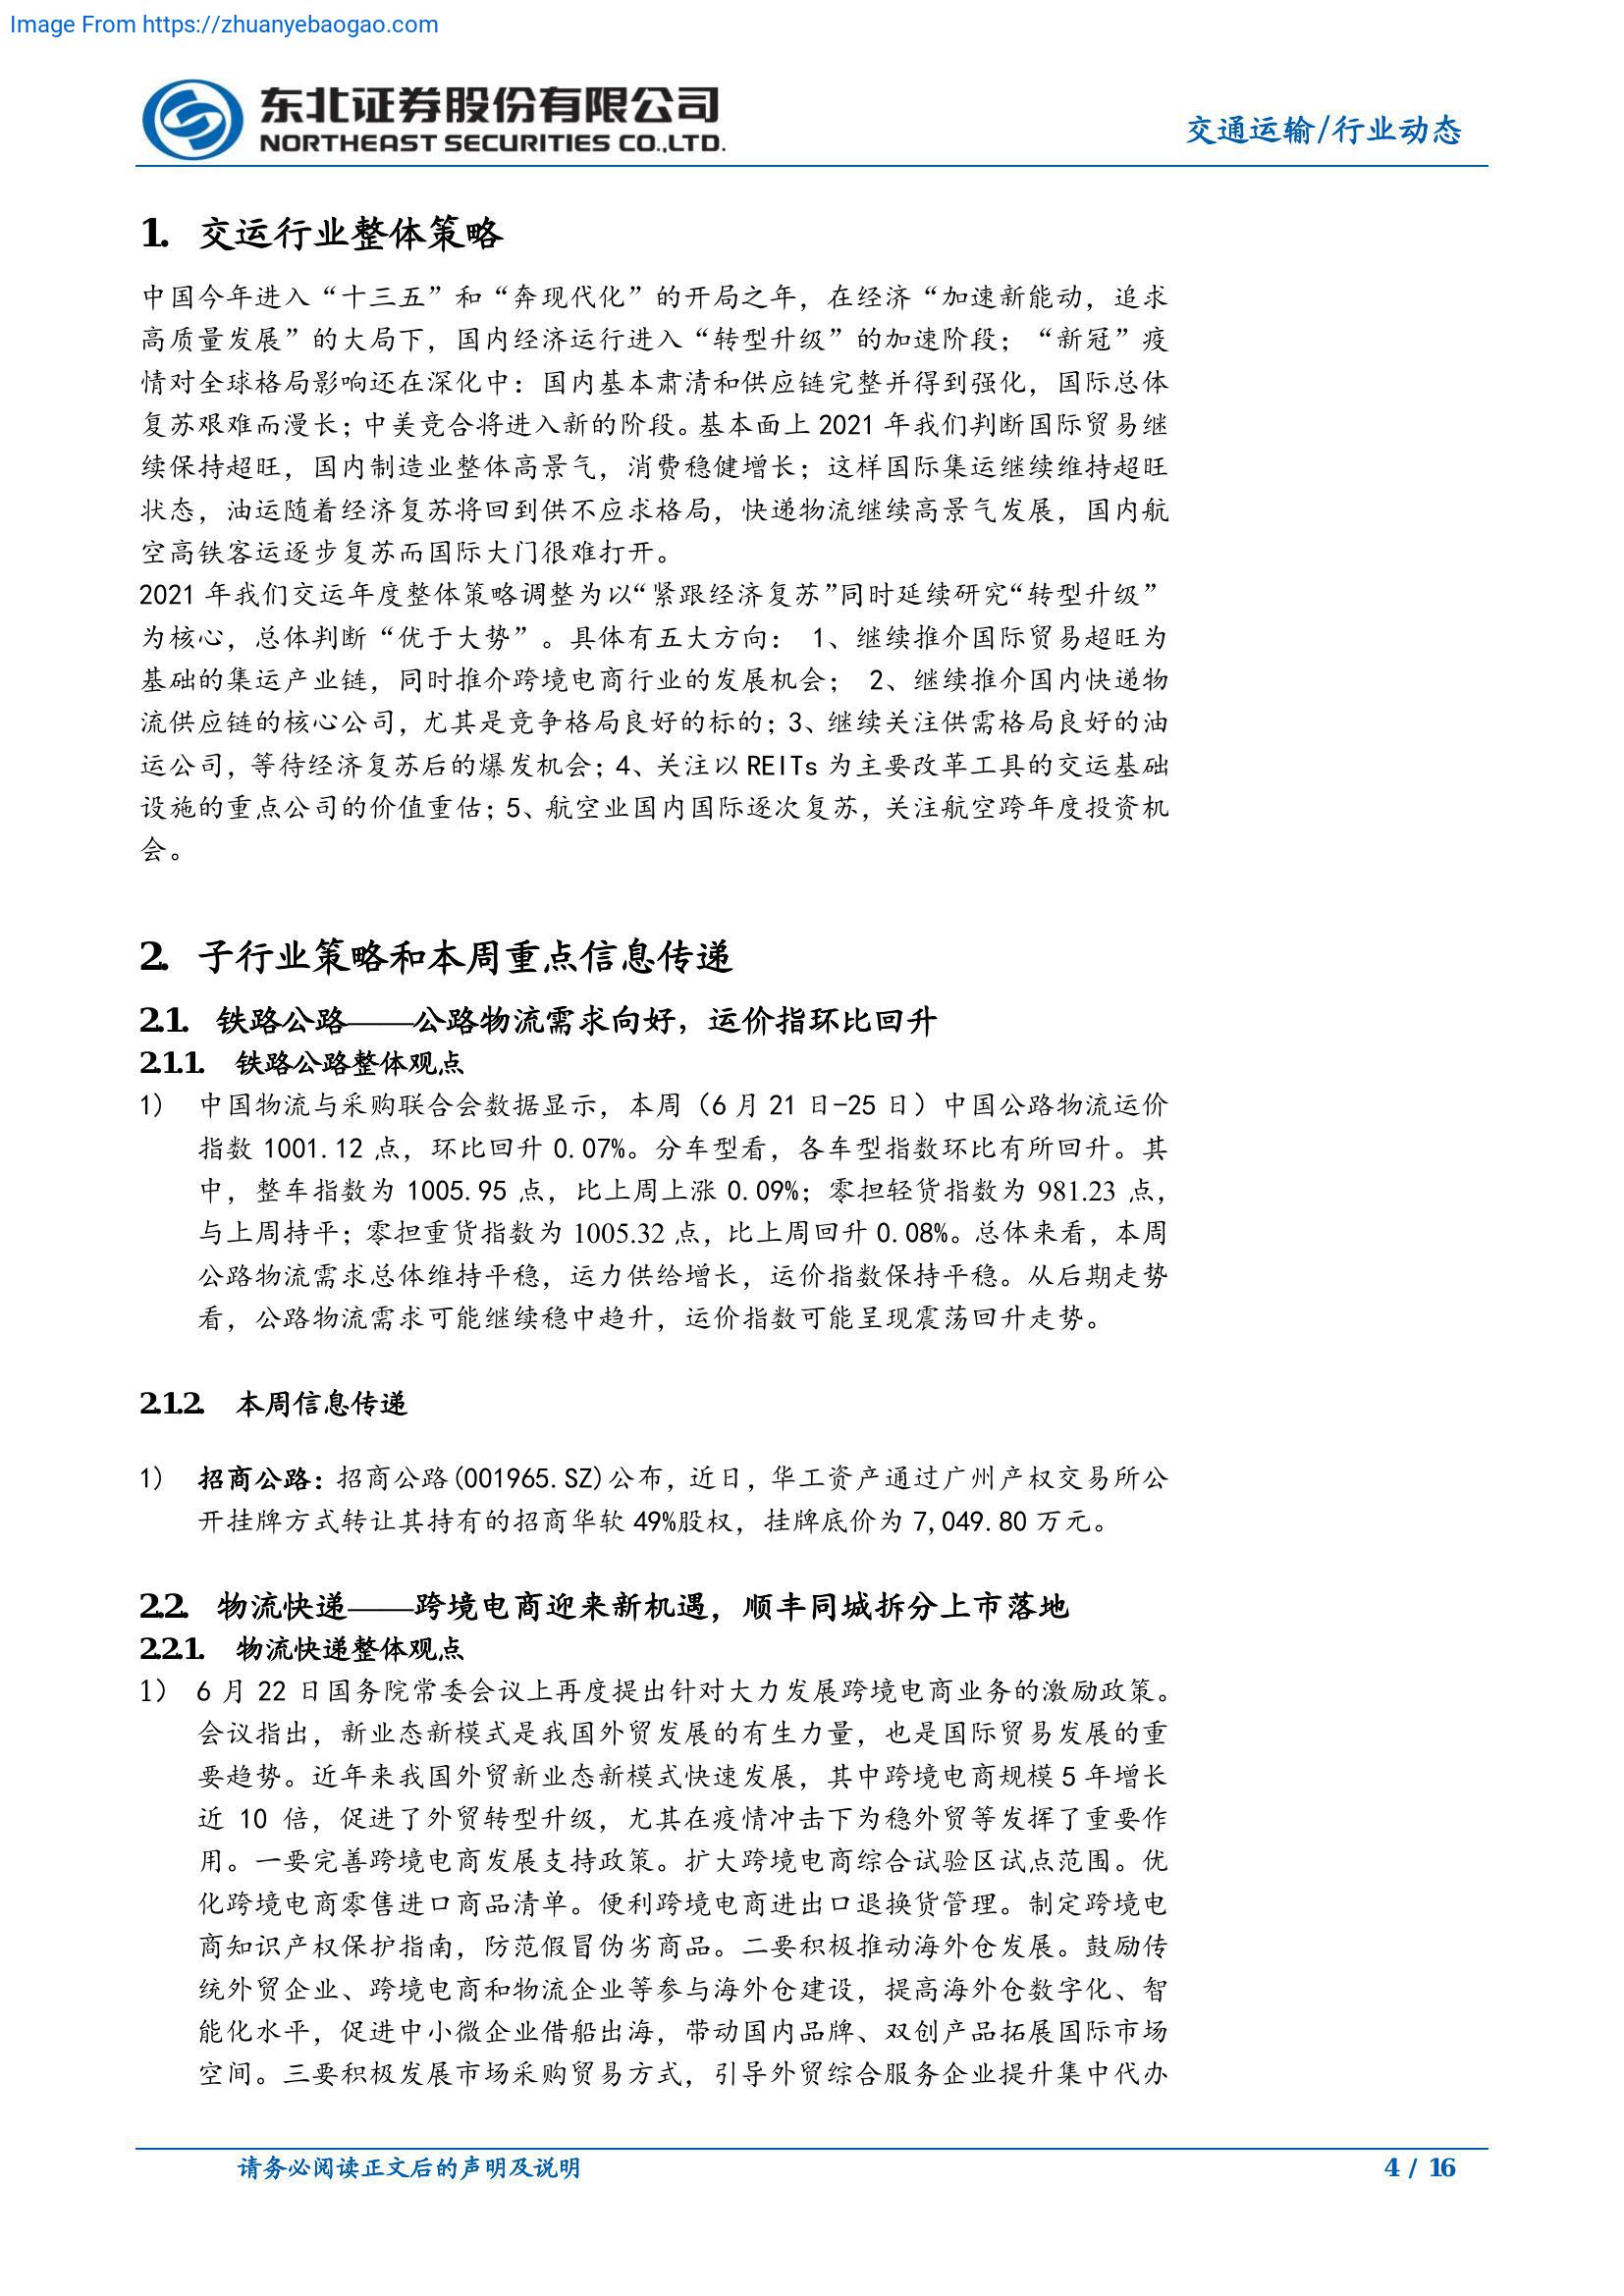 Image From https://zhuanyebaogao.com
东北证券股份有限公司
NORTHEAST SECURITIES CO.,LTD.
交通运输/行业动态
1. 交运行业整体策略
中国今年进入“十三五”和“奔现代化”的开局之年，在经济“加速新能动，追求
高质量发展”的大局下，国内经济运行进入“转型升级”的加速阶段；“新冠”疫
情对全球格局影响还在深化中：国内基本肃清和供应链完整并得到强化，国际总体
复苏艰难而漫长；中美竞合将进入新的阶段。基本面上 2021 年我们判断国际贸易继
续保持超旺，国内制造业整体高景气，消费稳健增长；这样国际集运继续维持超旺
状态，油运随着经济复苏将回到供不应求格局，快递物流继续高景气发展，国内航
空高铁客运逐步复苏而国际大门很难打开。
2021 年我们交运年度整体策略调整为以“紧跟经济复苏”同时延续研究“转型升级”
为核心，总体判断“优于大势”。具体有五大方向： 1、继续推介国际贸易超旺为
基础的集运产业链，同时推介跨境电商行业的发展机会； 2、继续推介国内快递物
流供应链的核心公司，尤其是竞争格局良好的标的；3、继续关注供需格局良好的油
运公司，等待经济复苏后的爆发机会；4、关注以 REITs 为主要改革工具的交运基础
设施的重点公司的价值重估；5、航空业国内国际逐次复苏，关注航空跨年度投资机
会。
2. 子行业策略和本周重点信息传递
2.1. 铁路公路——公路物流需求向好，运价指环比回升
2.1.1. 铁路公路整体观点
1) 中国物流与采购联合会数据显示，本周（6 月 21 日-25 日）中国公路物流运价
指数 1001.12 点，环比回升 0.07%。分车型看，各车型指数环比有所回升。其
中，整车指数为 1005.95 点，比上周上涨 0.09%；零担轻货指数为 981.23 点，
与上周持平；零担重货指数为 1005.32 点，比上周回升 0.08%。总体来看，本周
公路物流需求总体维持平稳，运力供给增长，运价指数保持平稳。从后期走势
看，公路物流需求可能继续稳中趋升，运价指数可能呈现震荡回升走势。
2.1.2. 本周信息传递
1) 招商公路：招商公路(001965.SZ)公布，近日，华工资产通过广州产权交易所公
开挂牌方式转让其持有的招商华软 49%股权，挂牌底价为 7,049.80 万元。
2.2. 物流快递——跨境电商迎来新机遇，顺丰同城拆分上市落地
2.2.1. 物流快递整体观点
1) 6 月 22 日国务院常委会议上再度提出针对大力发展跨境电商业务的激励政策。
会议指出，新业态新模式是我国外贸发展的有生力量，也是国际贸易发展的重
要趋势。近年来我国外贸新业态新模式快速发展，其中跨境电商规模 5 年增长
近 10 倍，促进了外贸转型升级，尤其在疫情冲击下为稳外贸等发挥了重要作
用。一要完善跨境电商发展支持政策。扩大跨境电商综合试验区试点范围。优
化跨境电商零售进口商品清单。便利跨境电商进出口退换货管理。制定跨境电
商知识产权保护指南，防范假冒伪劣商品。二要积极推动海外仓发展。鼓励传
统外贸企业、跨境电商和物流企业等参与海外仓建设，提高海外仓数字化、智
能化水平，促进中小微企业借船出海，带动国内品牌、双创产品拓展国际市场
空间。三要积极发展市场采购贸易方式，引导外贸综合服务企业提升集中代办
请务必阅读正文后的声明及说明
4 / 16